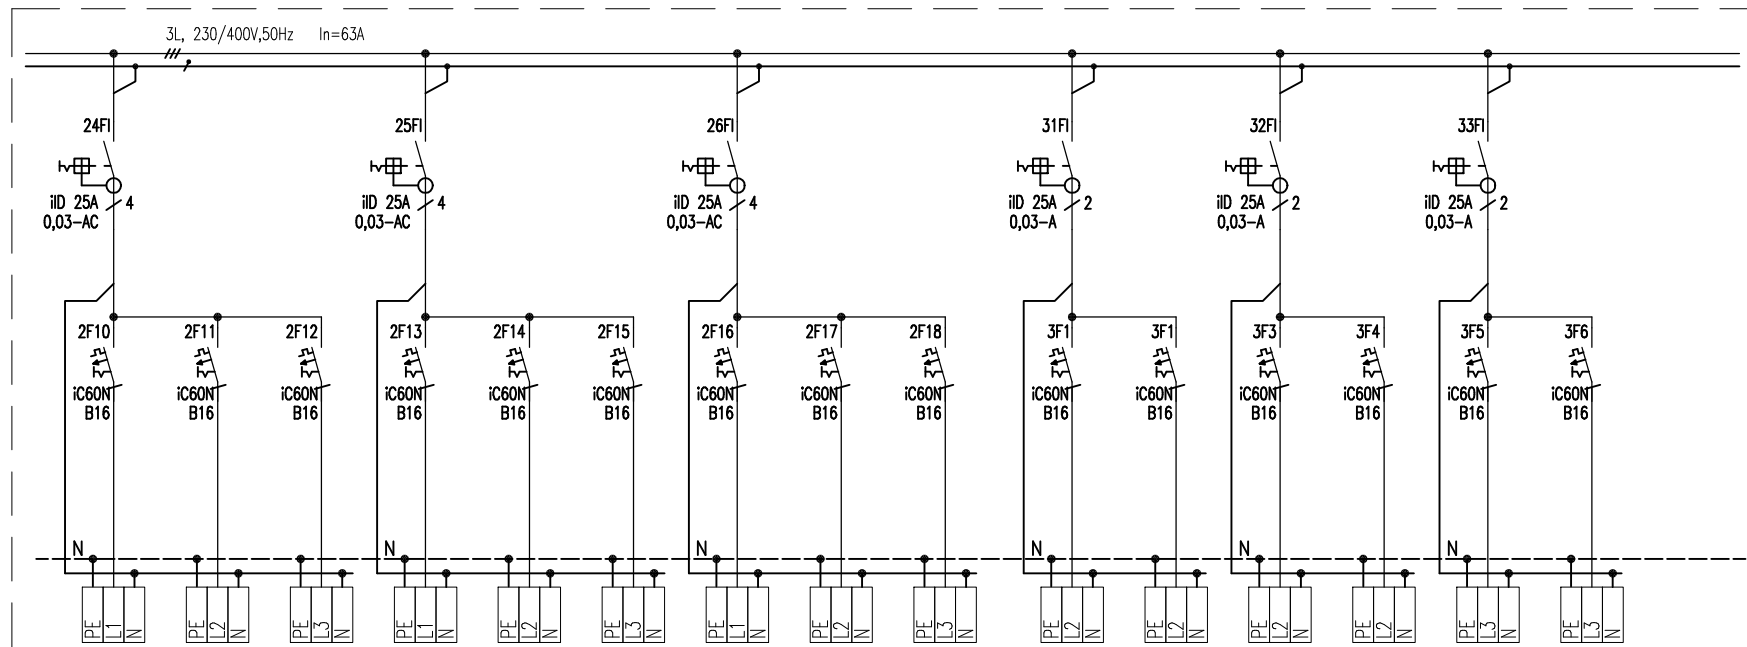 3L, 230/400V,50Hz In=63A
24FI 25FI 26FI 31FI 32FI 33FI
iID 25A 4 iID 25A 4 iID 25A 4 iID 25A 2 iID 25A 2 iID 25A 2
0,03-AC 0,03-AC 0,03-AC 0,03-A 0,03-A 0,03-A
2F10 2F11 2F12 2F13 2F14 2F15 2F16 2F17 2F18 3F1 3F1 3F3 3F4 3F5 3F6
iC60N iC60N iC60N iC60N iC60N iC60N iC60N iC60N iC60N iC60N iC60N iC60N iC60N iC60N iC60N
B16 B16 B16 B16 B16 B16 B16 B16 B16 B16 B16 B16 B16 B16 B16
N N N N N N
PE L1 N PE L2 N PE L3 N PE L1 N PE L2 N PE L3 N PE L1 N PE L2 N PE L3 N PE L2 N PE L2 N PE L2 N PE L2 N PE L3 N PE L3 N